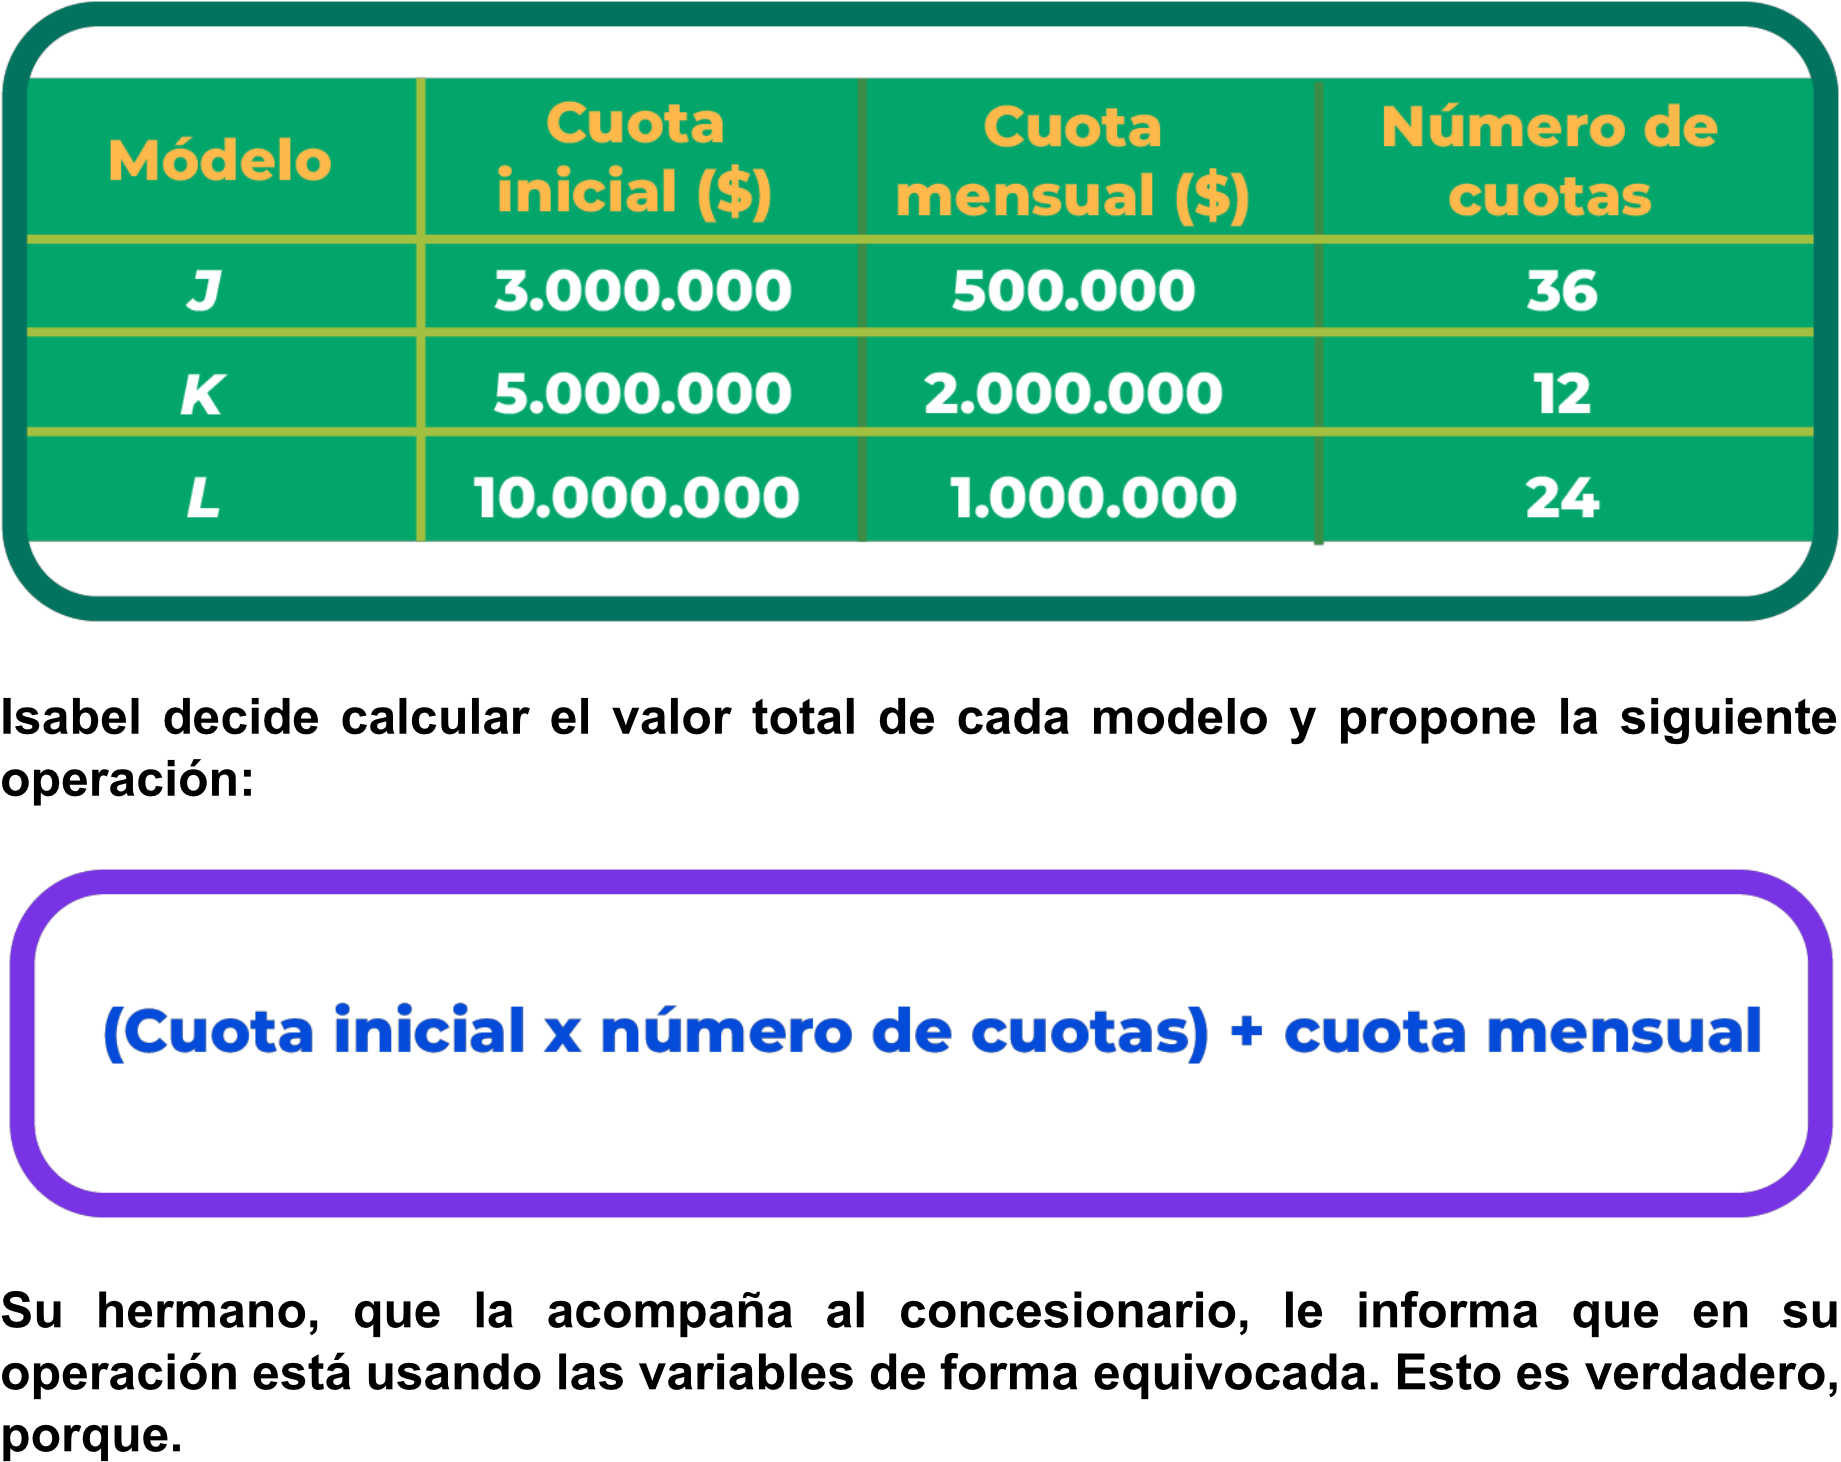 Módelo Cuota inicial ($) Cuota mensual ($) Número de cuotas
J 3.000.000 500.000 36
K 5.000.000 2.000.000 12
L 10.000.000 1.000.000 24
Isabel decide calcular el valor total de cada modelo y propone la siguiente
operación:
(Cuota inicial x número de cuotas) + cuota mensual
Su hermano, que la acompaña al concesionario, le informa que en su
operación está usando las variables de forma equivocada. Esto es verdadero,
porque.